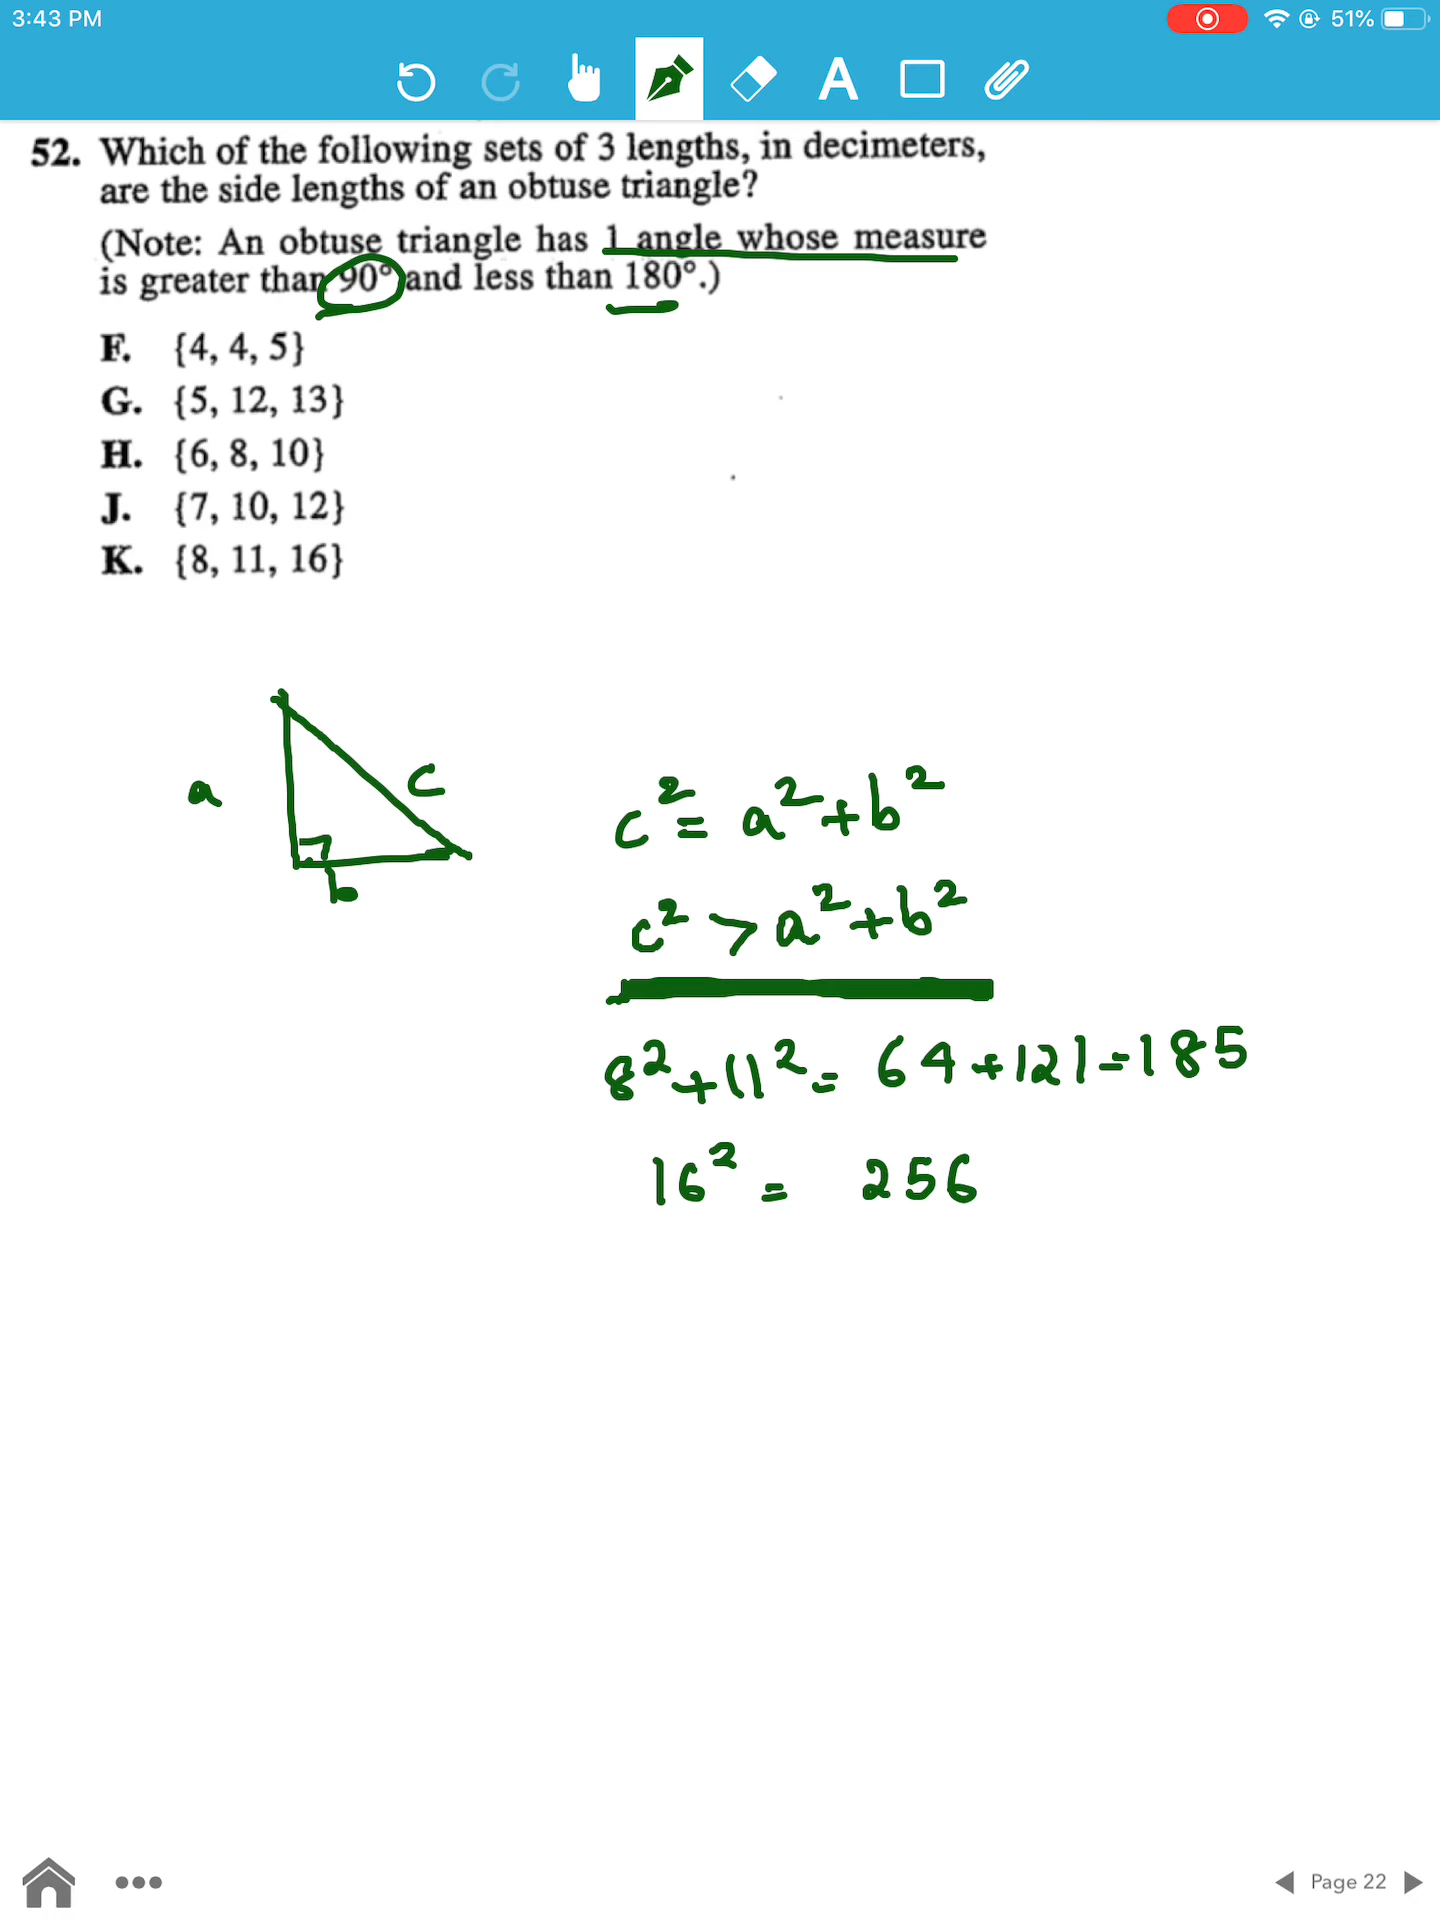 3:43 PM
51%
A
52. Which of the following sets of 3 lengths, in decimeters,
are the side lengths of an obtuse triangle?
(Note: An obtuse triangle has 1 angle whose measure
is greater than 90° and less than 180°.)
F. {4, 4, 5}
G. {5, 12, 13}
H. {6, 8, 10}
J. {7, 10, 12}
K. {8, 11, 16}
a
c
b
c² = a² + b²
c² > a² + b²
8² + 11² = 64 + 121 = 185
16² = 256
Page 22